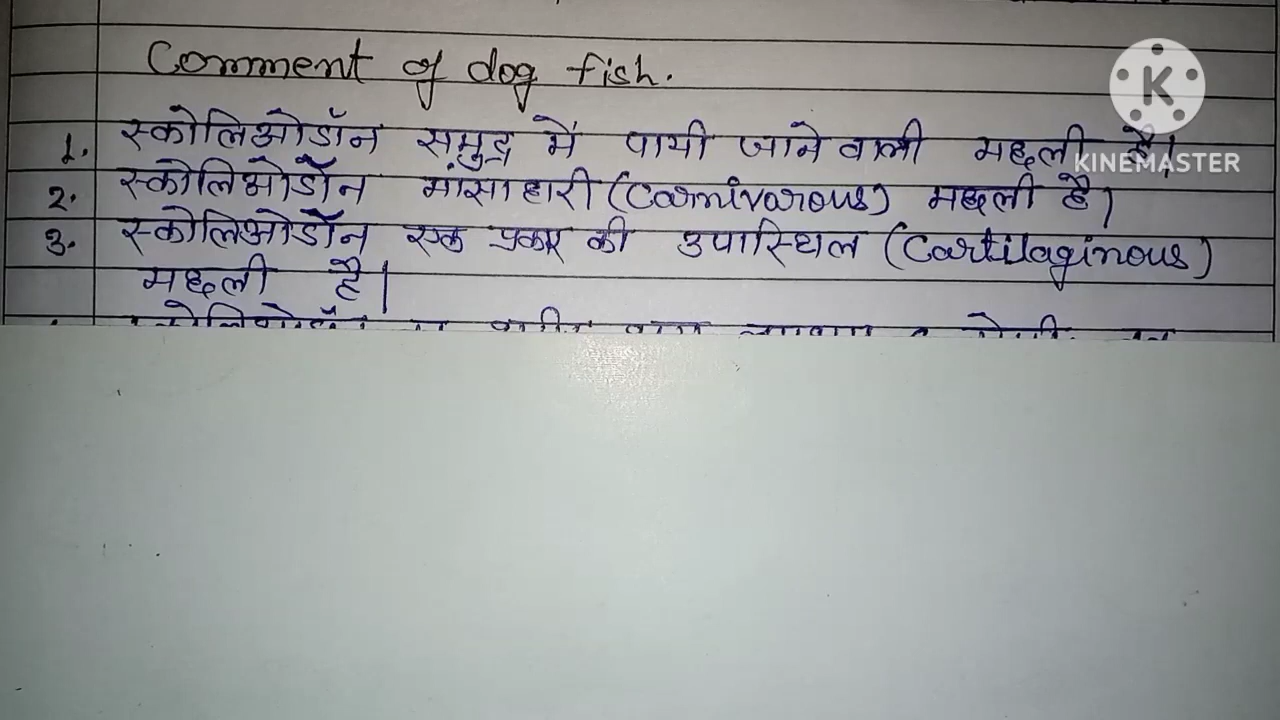 Comment of dog fish.
1. स्कोलिओडॉन समुद्र में पायी जाने वाली मछली है।
KINEMASTER
2. स्कोलिओडॉन मांसाहारी (Carnivarous) मछली है।
3. स्कोलिओडॉन एक प्रकार की उपास्थिल (Cartilaginous)
मछली है।